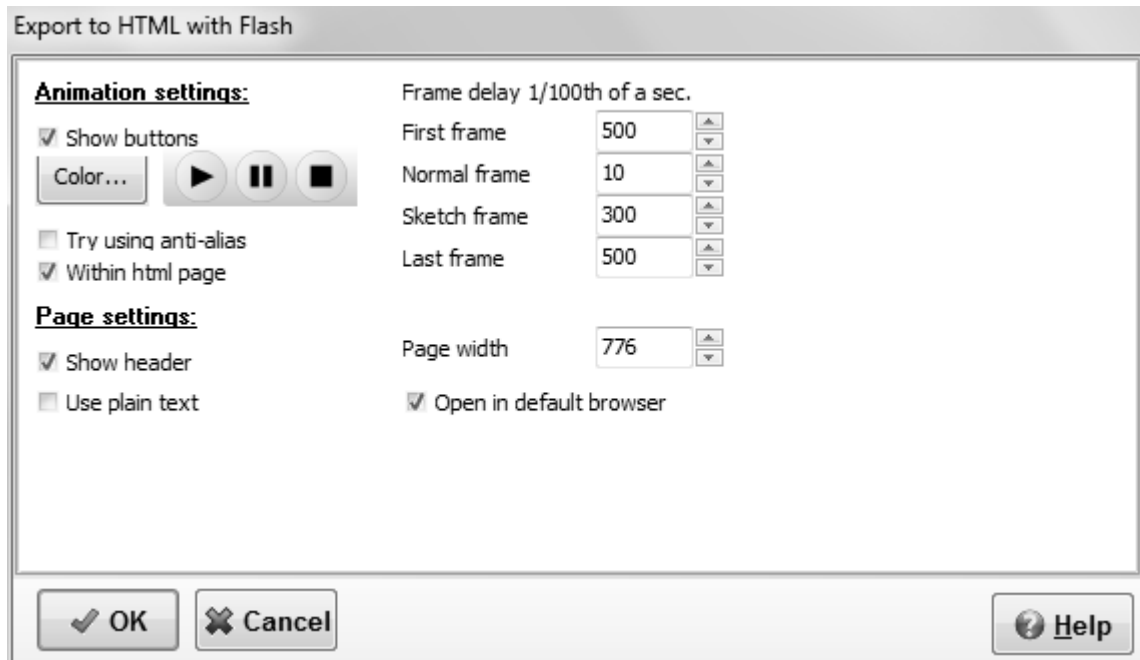 Export to HTML with Flash
Animation settings:
Frame delay 1/100th of a sec.
Show buttons
First frame 500
Color...
Normal frame 10
Sketch frame 300
Try using anti-alias
Last frame 500
Within html page
Page settings:
Show header
Page width 776
Use plain text
Open in default browser
OK
Cancel
Help